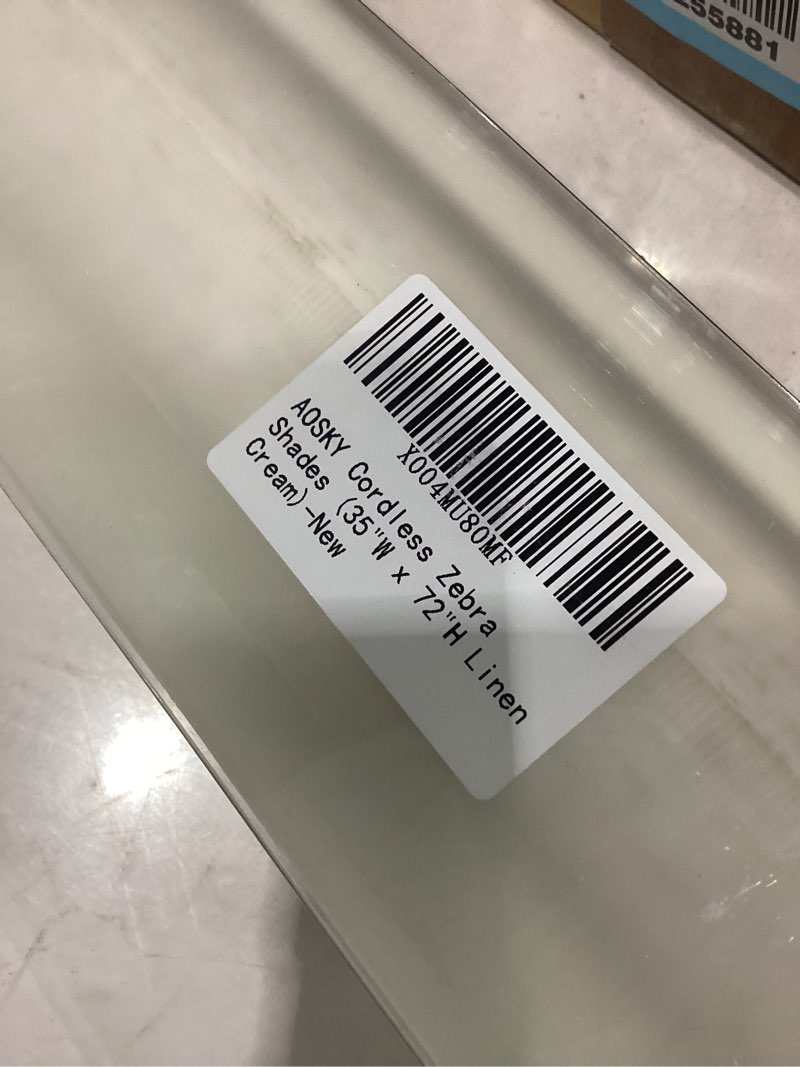 255881
X004MU80MF
AOSKY Cordless Zebra
Shades (35"W x 72"H Linen
Cream)-New